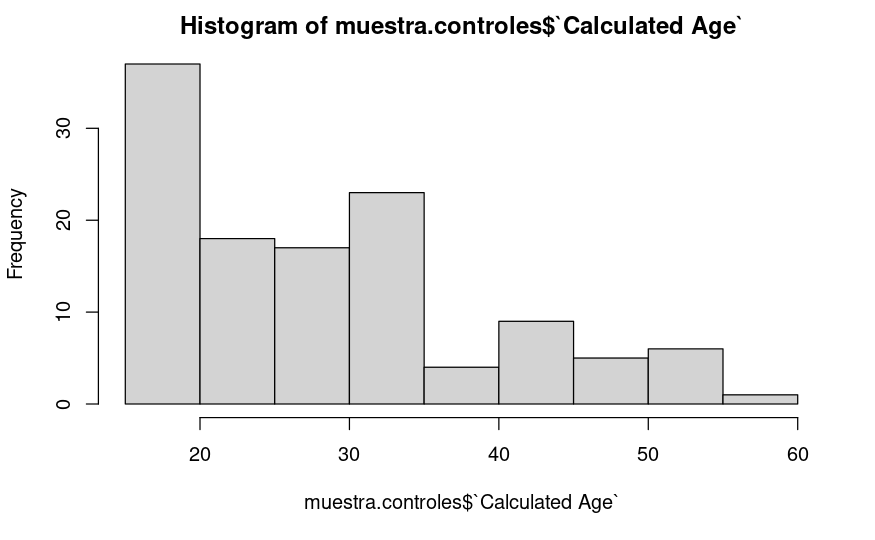 Histogram of muestra.controles$`Calculated Age`
Frequency
30
20
10
0
20 30 40 50 60
muestra.controles$`Calculated Age`